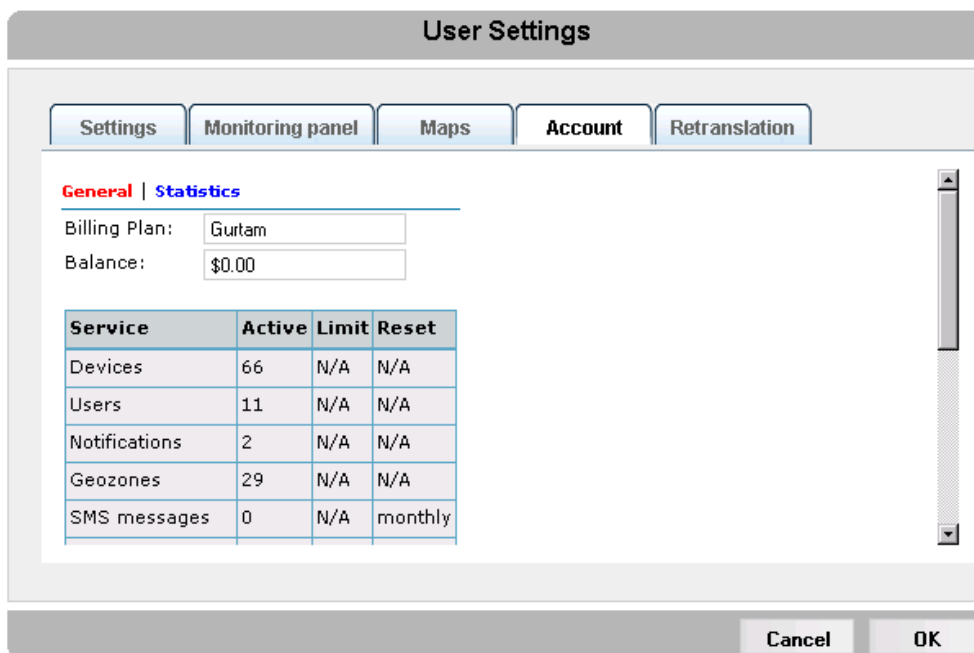 User Settings
Settings Monitoring panel Maps Account Retranslation
General | Statistics
Billing Plan: Gurtam
Balance: $0.00
Service Active Limit Reset
Devices 66 N/A N/A
Users 11 N/A N/A
Notifications 2 N/A N/A
Geozones 29 N/A N/A
SMS messages 0 N/A monthly
Cancel OK